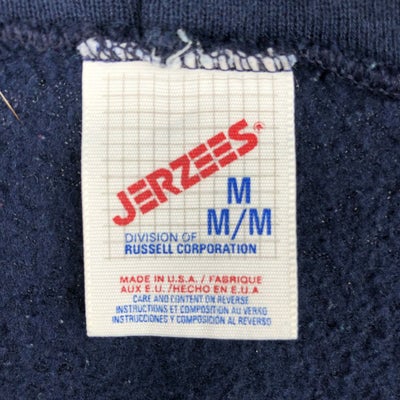 JERZEES
M
M/M
DIVISION OF
RUSSELL CORPORATION
MADE IN U.S.A. / FABRIQUE
AUX E.U. /HECHO EN E.U.A
CARE AND CONTENT ON REVERSE
INSTRUCTIONS ET COMPOSITION AU VERSO
INSTRUCCIONES Y COMPOSICION AL REVERSO